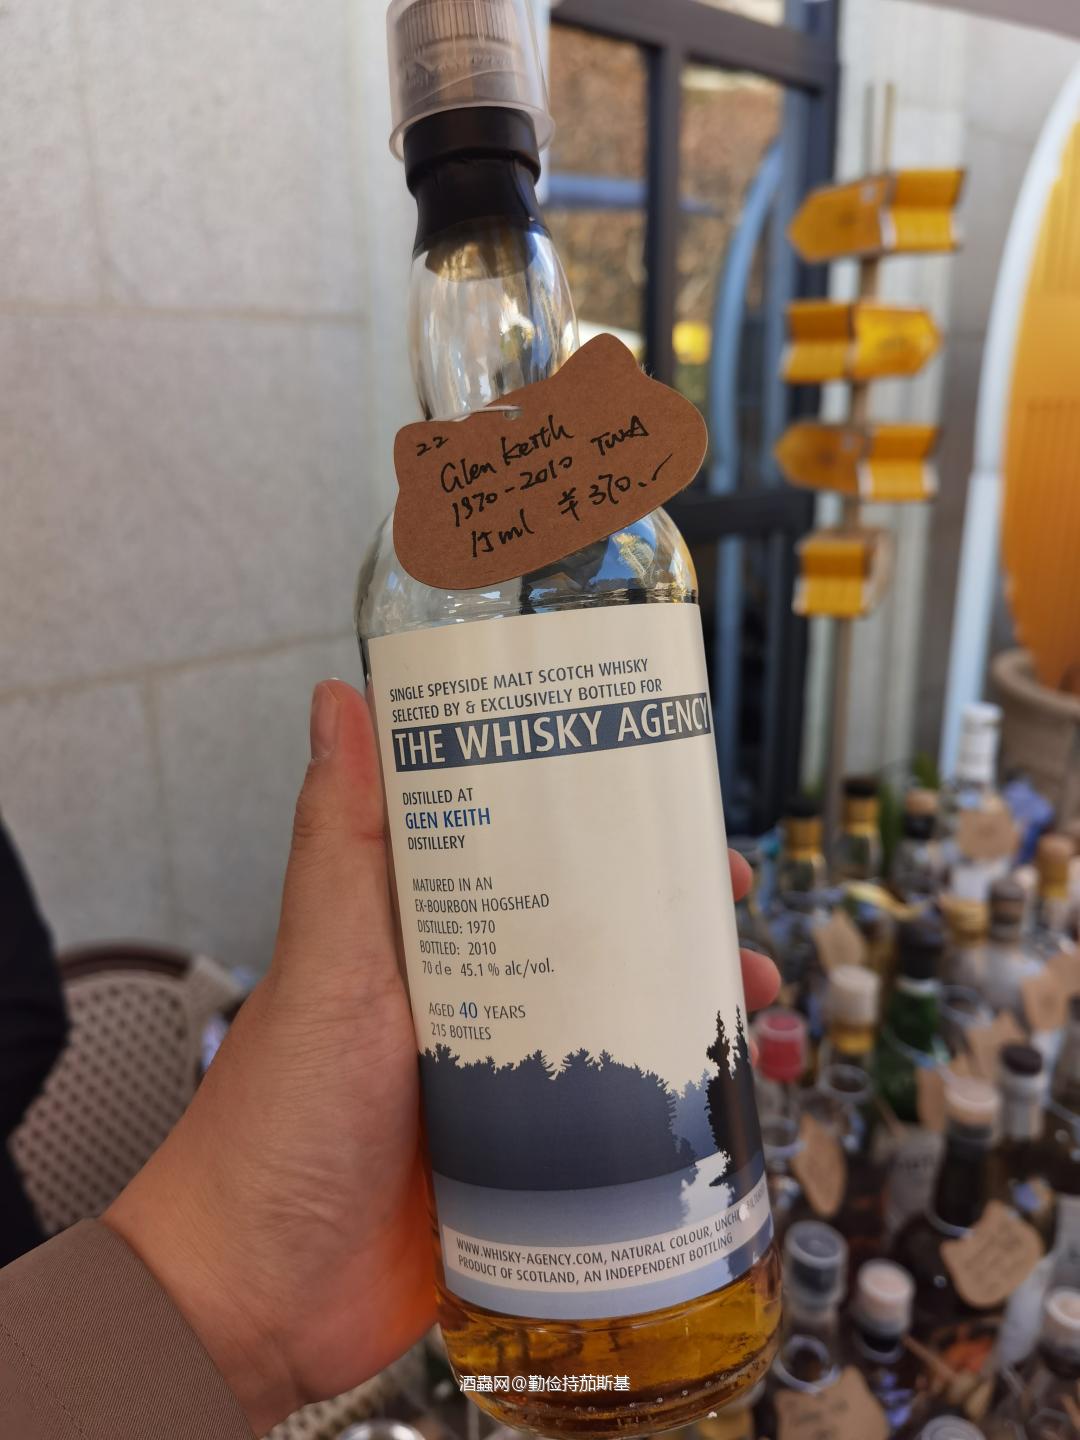 22
Glen Keith
1970-2010 TWA
15ml ¥370.
SINGLE SPEYSIDE MALT SCOTCH WHISKY
SELECTED BY & EXCLUSIVELY BOTTLED FOR
THE WHISKY AGENCY
DISTILLED AT
GLEN KEITH
DISTILLERY
MATURED IN AN
EX-BOURBON HOGSHEAD
DISTILLED: 1970
BOTTLED: 2010
70 cl e 45.1 % alc/vol.
AGED 40 YEARS
215 BOTTLES
WWW.WHISKY-AGENCY.COM, NATURAL COLOUR,
PRODUCT OF SCOTLAND, AN INDEPENDENT BOTTLING
酒蟲网@勤俭持茄斯基